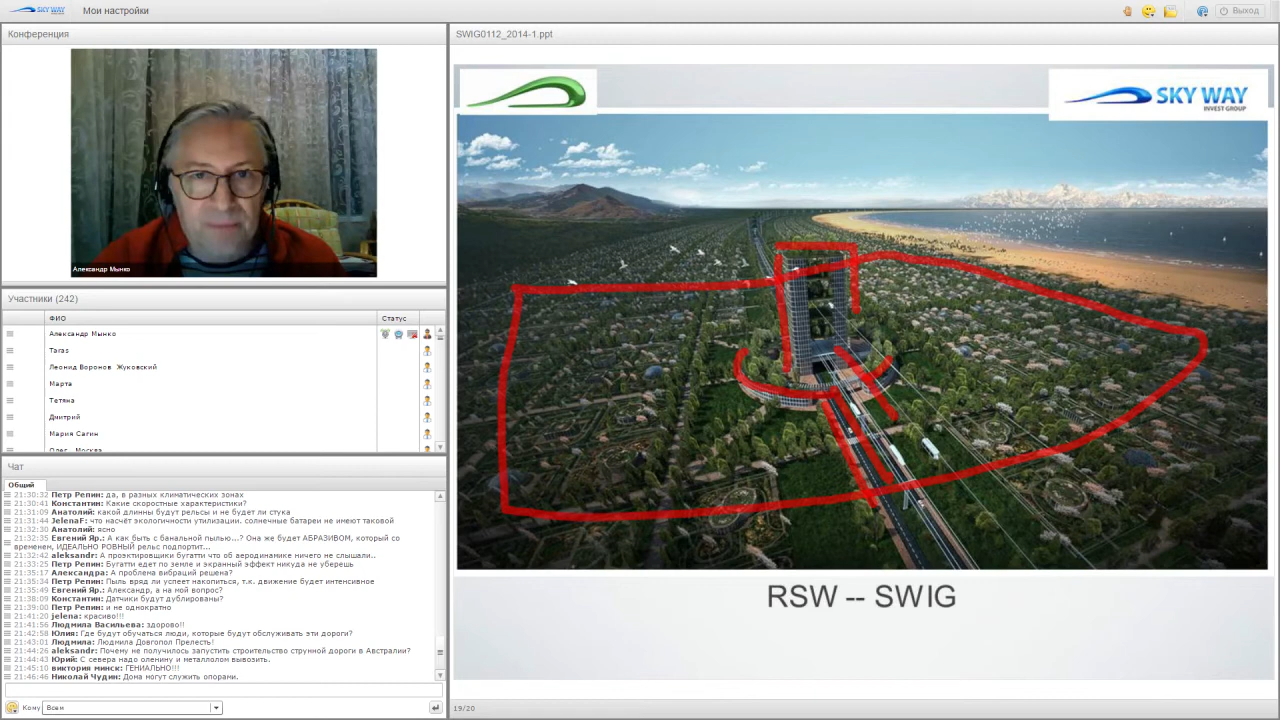 SKY WAY
Мои настройки
Выход
Конференция
Александр Мынко
Участники (242)
ФИО
Статус
Александр Мынко
Taras
Леонид Воронов Жуковский
Марта
Тетяна
Дмитрий
Мария Сагин
Олег Москва
Чат
Общий
21:30:32 Петр Репин: да, в разных климатических зонах
21:30:41 Константин: Какие скоростные характеристики?
21:31:09 Анатолий: какой длинны будут рельсы и не будет ли стука
21:31:44 JelenaF: что насчёт экологичности утилизации. солнечные батареи не имеют таковой
21:32:30 Анатолий: ясно
21:32:35 Евгений Яр.: А как быть с банальной пылью...? Она же будет АБРАЗИВОМ, который со
временем, ИДЕАЛЬНО РОВНЫЙ рельс подпортит...
21:32:42 aleksandr: А проэктировщики бугатти что об аеродинамике ничего не слышали..
21:33:25 Петр Репин: Бугатти едет по земле и экранный эффект никуда не уберешь
21:35:17 Александра: А проблема вибраций решена?
21:35:34 Петр Репин: Пыль вряд ли успеет накопиться, т.к. движение будет интенсивное
21:35:49 Евгений Яр.: Александр, а на мой вопрос?
21:38:09 Константин: Датчики будут дублированы?
21:39:00 Петр Репин: и не однократно
21:41:20 jelena: красиво!!!
21:41:56 Людмила Васильева: здорово!!
21:42:58 Юлия: Где будут обучаться люди, которые будут обслуживать эти дороги?
21:43:01 Людмила: Людмила Довгопол Прелесть!
21:44:26 aleksandr: Почему не получилось запустить строительство струнной дороги в Австралии?
21:44:43 Юрий: С севера надо оленину и металлолом вывозить.
21:45:10 виктория минск: ГЕНИАЛЬНО!!!
21:46:46 Николай Чудин: Дома могут служить опорами.
Кому
Всем
SWIG0112_2014-1.ppt
SKY WAY
INVEST GROUP
RSW -- SWIG
19/20